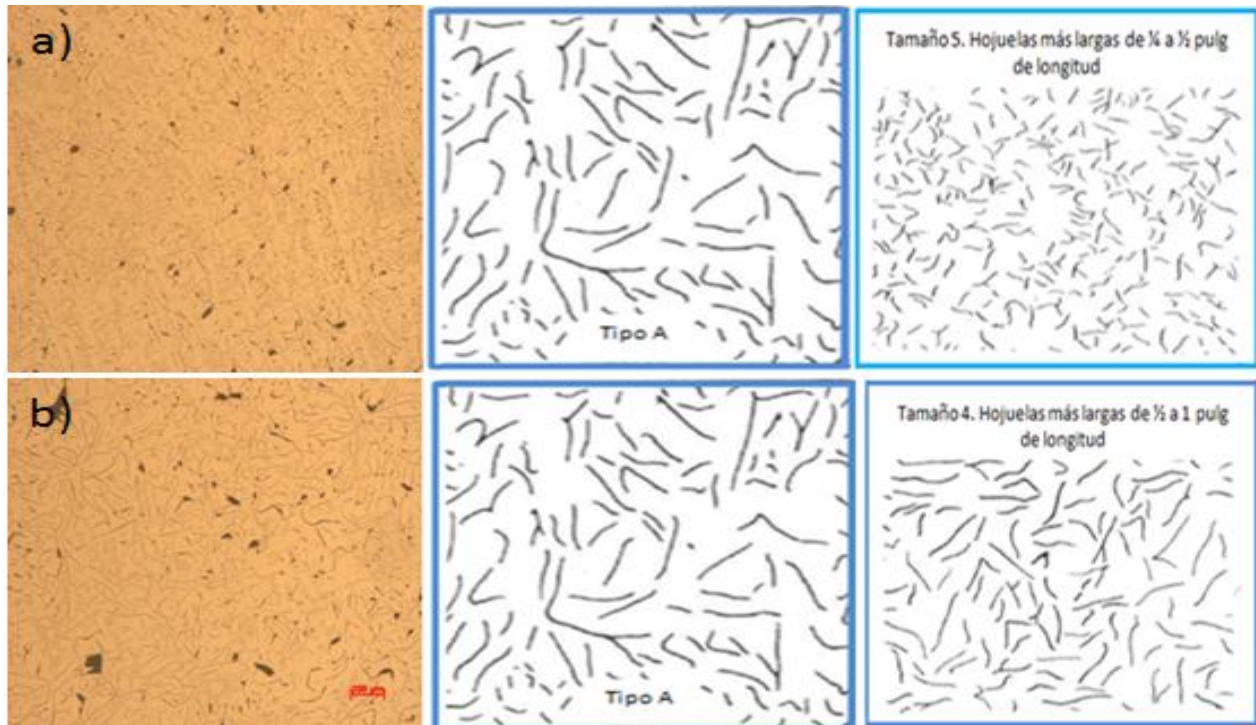 a)
Tipo A
Tamaño 5. Hojuelas más largas de ¼ a ½ pulg
de longitud
b)
Tipo A
Tamaño 4. Hojuelas más largas de ½ a 1 pulg
de longitud